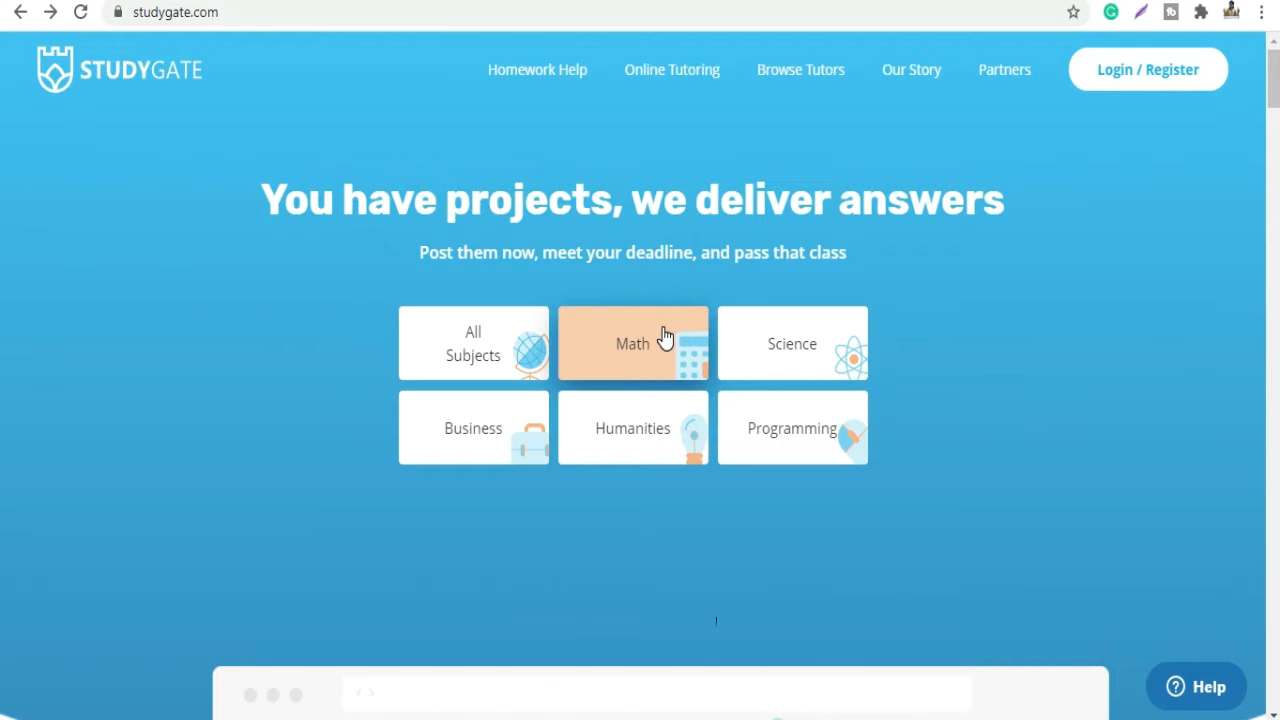 studygate.com
STUDYGATE
Homework Help
Online Tutoring
Browse Tutors
Our Story
Partners
Login / Register
You have projects, we deliver answers
Post them now, meet your deadline, and pass that class
All
Subjects
Math
Science
Business
Humanities
Programming
Help